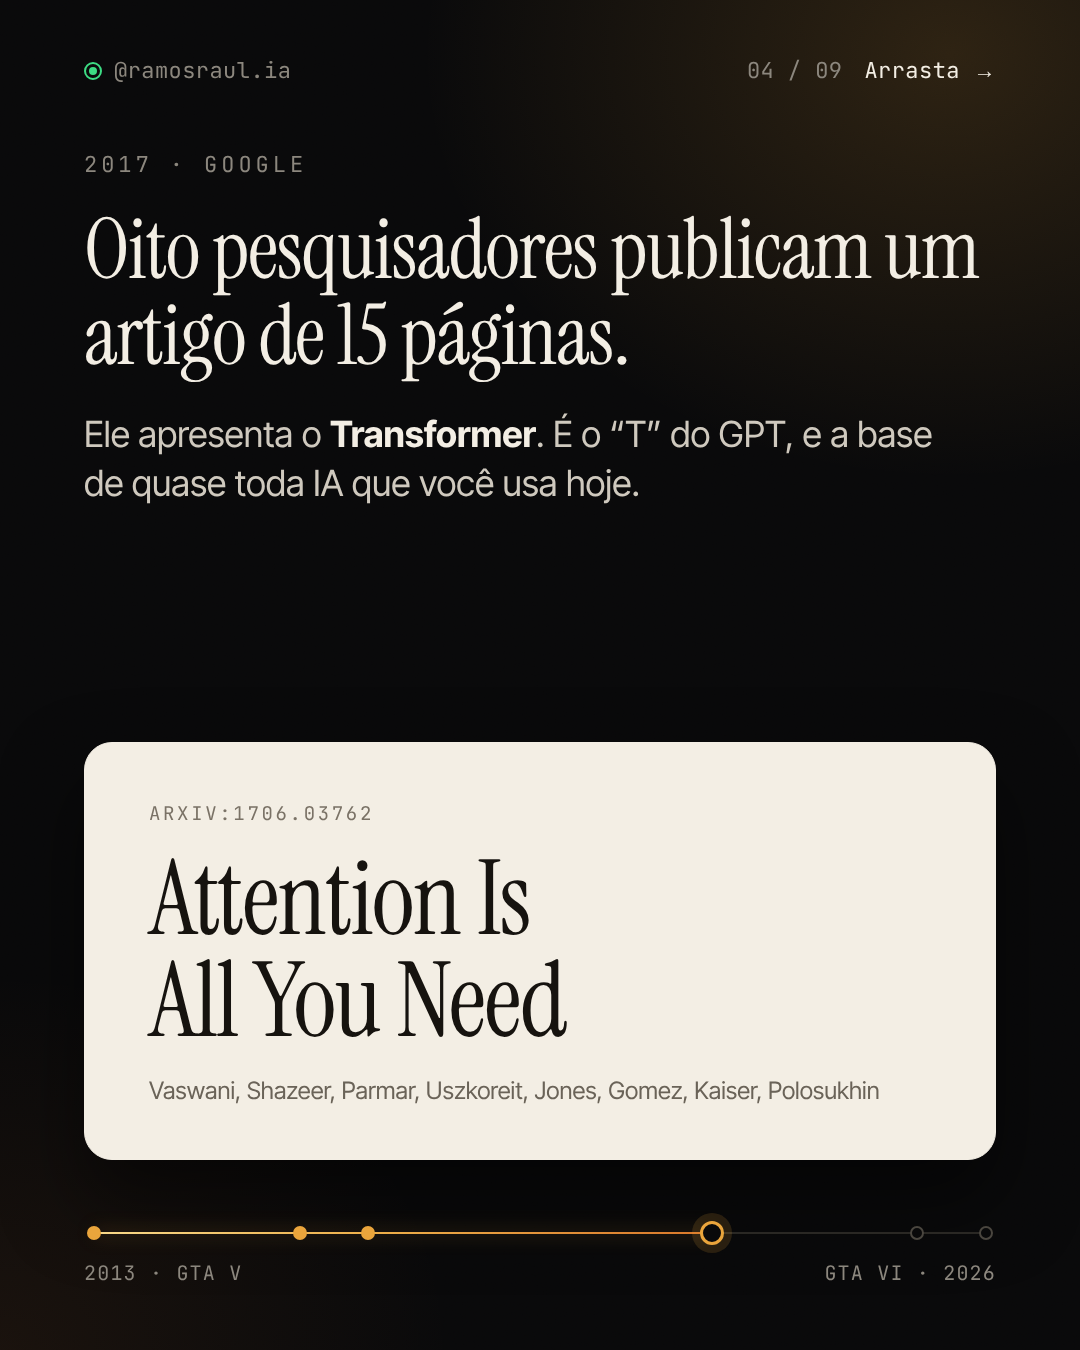 @ramosraul.ia
04 / 09 Arrasta →
2017 · GOOGLE
Oito pesquisadores publicam um
artigo de 15 páginas.
Ele apresenta o Transformer. É o “T” do GPT, e a base
de quase toda IA que você usa hoje.
ARXIV:1706.03762
Attention Is
All You Need
Vaswani, Shazeer, Parmar, Uszkoreit, Jones, Gomez, Kaiser, Polosukhin
2013 · GTA V
GTA VI · 2026